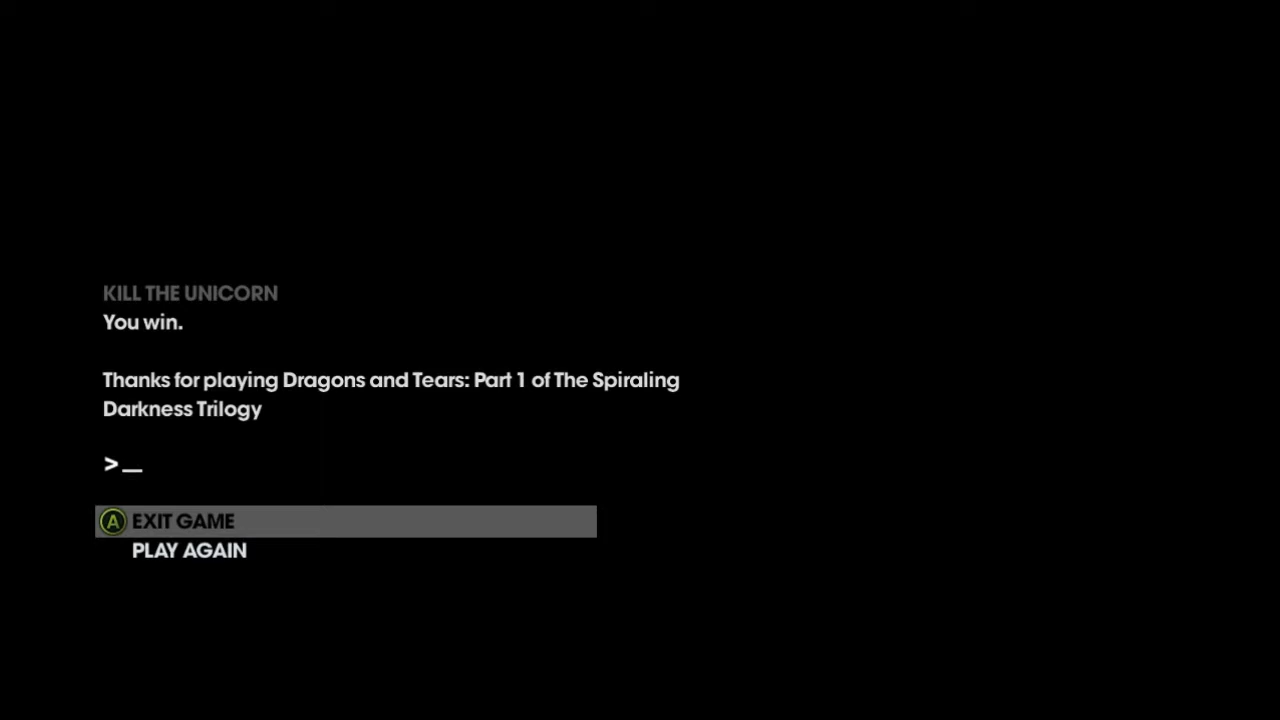 KILL THE UNICORN
You win.
Thanks for playing Dragons and Tears: Part 1 of The Spiraling
Darkness Trilogy
>_
A EXIT GAME
PLAY AGAIN